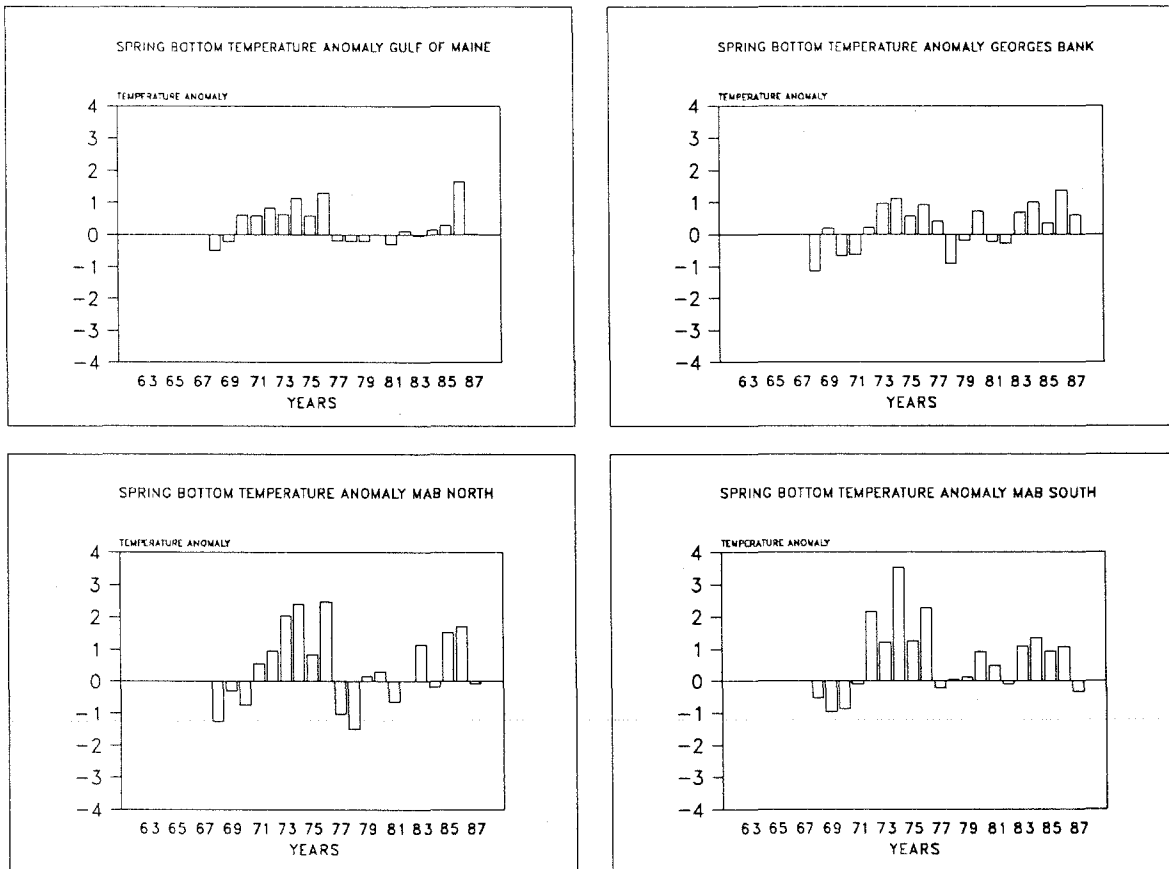 SPRING BOTTOM TEMPERATURE ANOMALY GULF OF MAINE
TEMPERATURE ANOMALY
4
3
2
1
0
-1
-2
-3
-4
63 65 67 69 71 73 75 77 79 81 83 85 87
YEARS
SPRING BOTTOM TEMPERATURE ANOMALY GEORGES BANK
TEMPERATURE ANOMALY
4
3
2
1
0
-1
-2
-3
-4
63 65 67 69 71 73 75 77 79 81 83 85 87
YEARS
SPRING BOTTOM TEMPERATURE ANOMALY MAB NORTH
TEMPERATURE ANOMALY
4
3
2
1
0
-1
-2
-3
-4
63 65 67 69 71 73 75 77 79 81 83 85 87
YEARS
SPRING BOTTOM TEMPERATURE ANOMALY MAB SOUTH
TEMPERATURE ANOMALY
4
3
2
1
0
-1
-2
-3
-4
63 65 67 69 71 73 75 77 79 81 83 85 87
YEARS